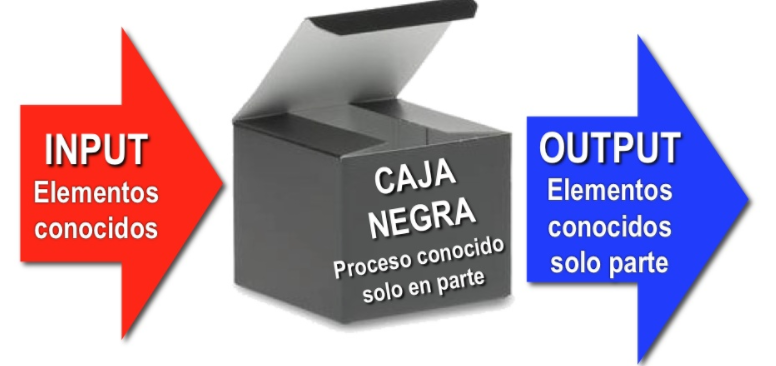 INPUT
Elementos
conocidos
CAJA
NEGRA
Proceso conocido
solo en parte
OUTPUT
Elementos
conocidos
solo parte